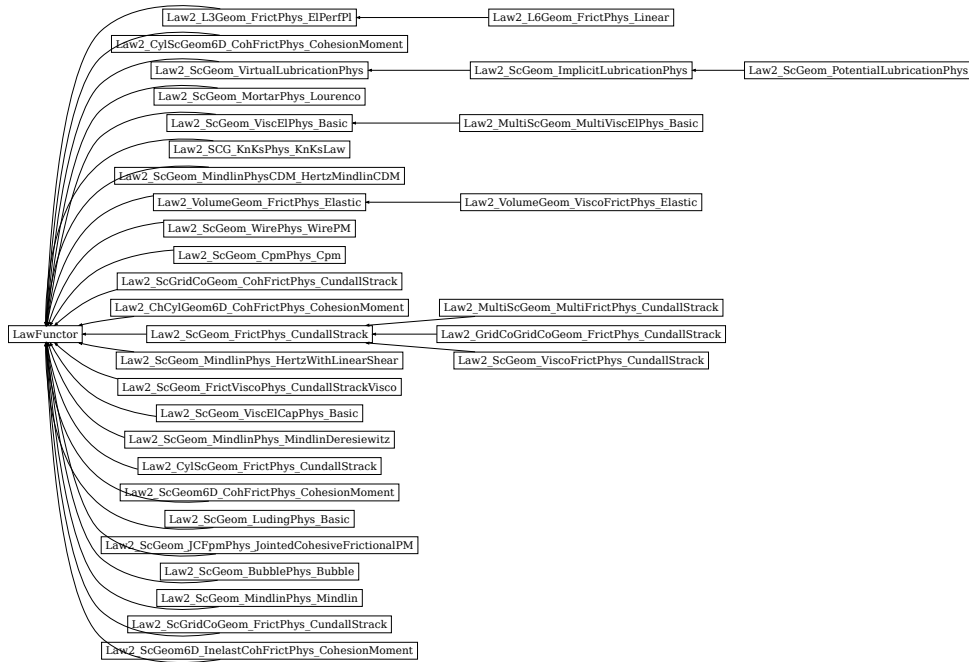 Law2_L3Geom_FrictPhys_ElPerfPl
Law2_L6Geom_FrictPhys_Linear
Law2_CylScGeom6D_CohFrictPhys_CohesionMoment
Law2_ScGeom_VirtualLubricationPhys
Law2_ScGeom_ImplicitLubricationPhys
Law2_ScGeom_PotentialLubricationPhys
Law2_ScGeom_MortarPhys_Lourenco
Law2_ScGeom_ViscElPhys_Basic
Law2_MultiScGeom_MultiViscElPhys_Basic
Law2_SCG_KnKsPhys_KnKsLaw
Law2_ScGeom_MindlinPhysCDM_HertzMindlinCDM
Law2_VolumeGeom_FrictPhys_Elastic
Law2_VolumeGeom_ViscoFrictPhys_Elastic
Law2_ScGeom_WirePhys_WirePM
Law2_ScGeom_CpmPhys_Cpm
Law2_ScGridCoGeom_CohFrictPhys_CundallStrack
Law2_ChCylGeom6D_CohFrictPhys_CohesionMoment
Law2_MultiScGeom_MultiFrictPhys_CundallStrack
LawFunctor
Law2_ScGeom_FrictPhys_CundallStrack
Law2_GridCoGridCoGeom_FrictPhys_CundallStrack
Law2_ScGeom_MindlinPhys_HertzWithLinearShear
Law2_ScGeom_ViscoFrictPhys_CundallStrack
Law2_ScGeom_FrictViscoPhys_CundallStrackVisco
Law2_ScGeom_ViscElCapPhys_Basic
Law2_ScGeom_MindlinPhys_MindlinDeresiewitz
Law2_CylScGeom_FrictPhys_CundallStrack
Law2_ScGeom6D_CohFrictPhys_CohesionMoment
Law2_ScGeom_LudingPhys_Basic
Law2_ScGeom_JCFpmPhys_JointedCohesiveFrictionalPM
Law2_ScGeom_BubblePhys_Bubble
Law2_ScGeom_MindlinPhys_Mindlin
Law2_ScGridCoGeom_FrictPhys_CundallStrack
Law2_ScGeom6D_InelastCohFrictPhys_CohesionMoment